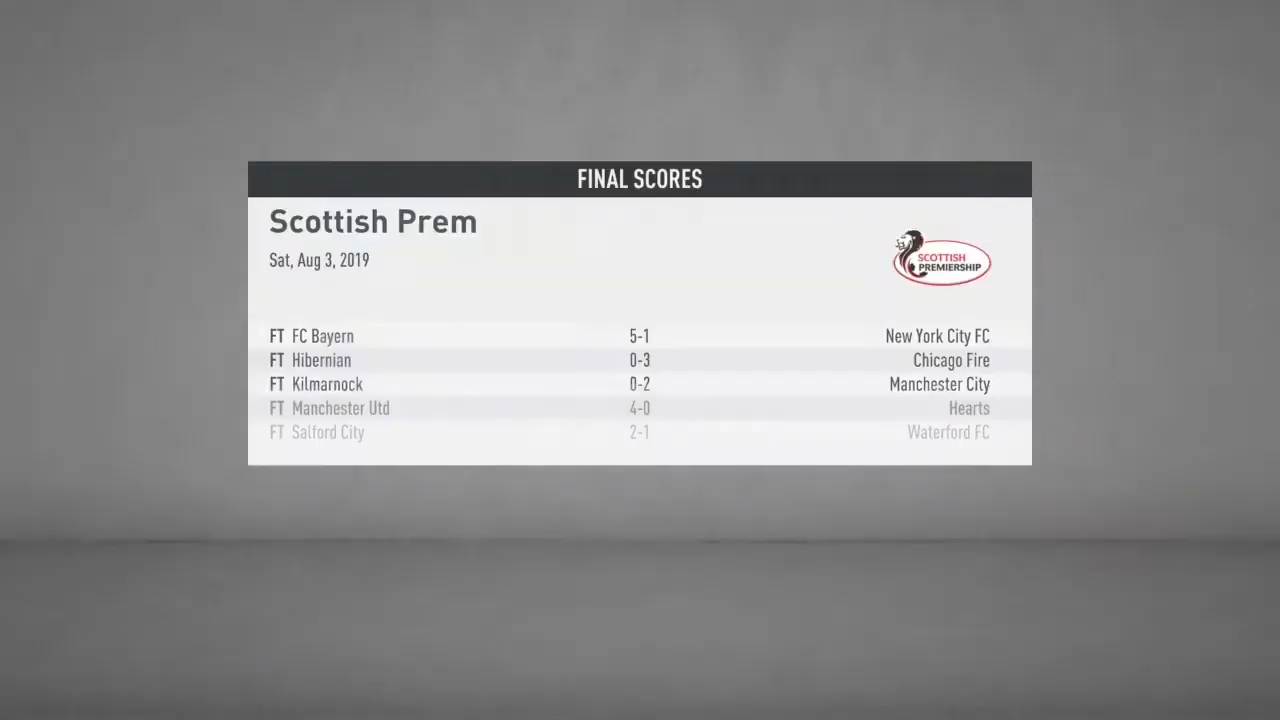 FINAL SCORES
Scottish Prem
Sat, Aug 3, 2019
SCOTTISH
PREMIERSHIP
FT FC Bayern 5-1 New York City FC
FT Hibernian 0-3 Chicago Fire
FT Kilmarnock 0-2 Manchester City
FT Manchester Utd 4-0 Hearts
FT Salford City 2-1 Waterford FC